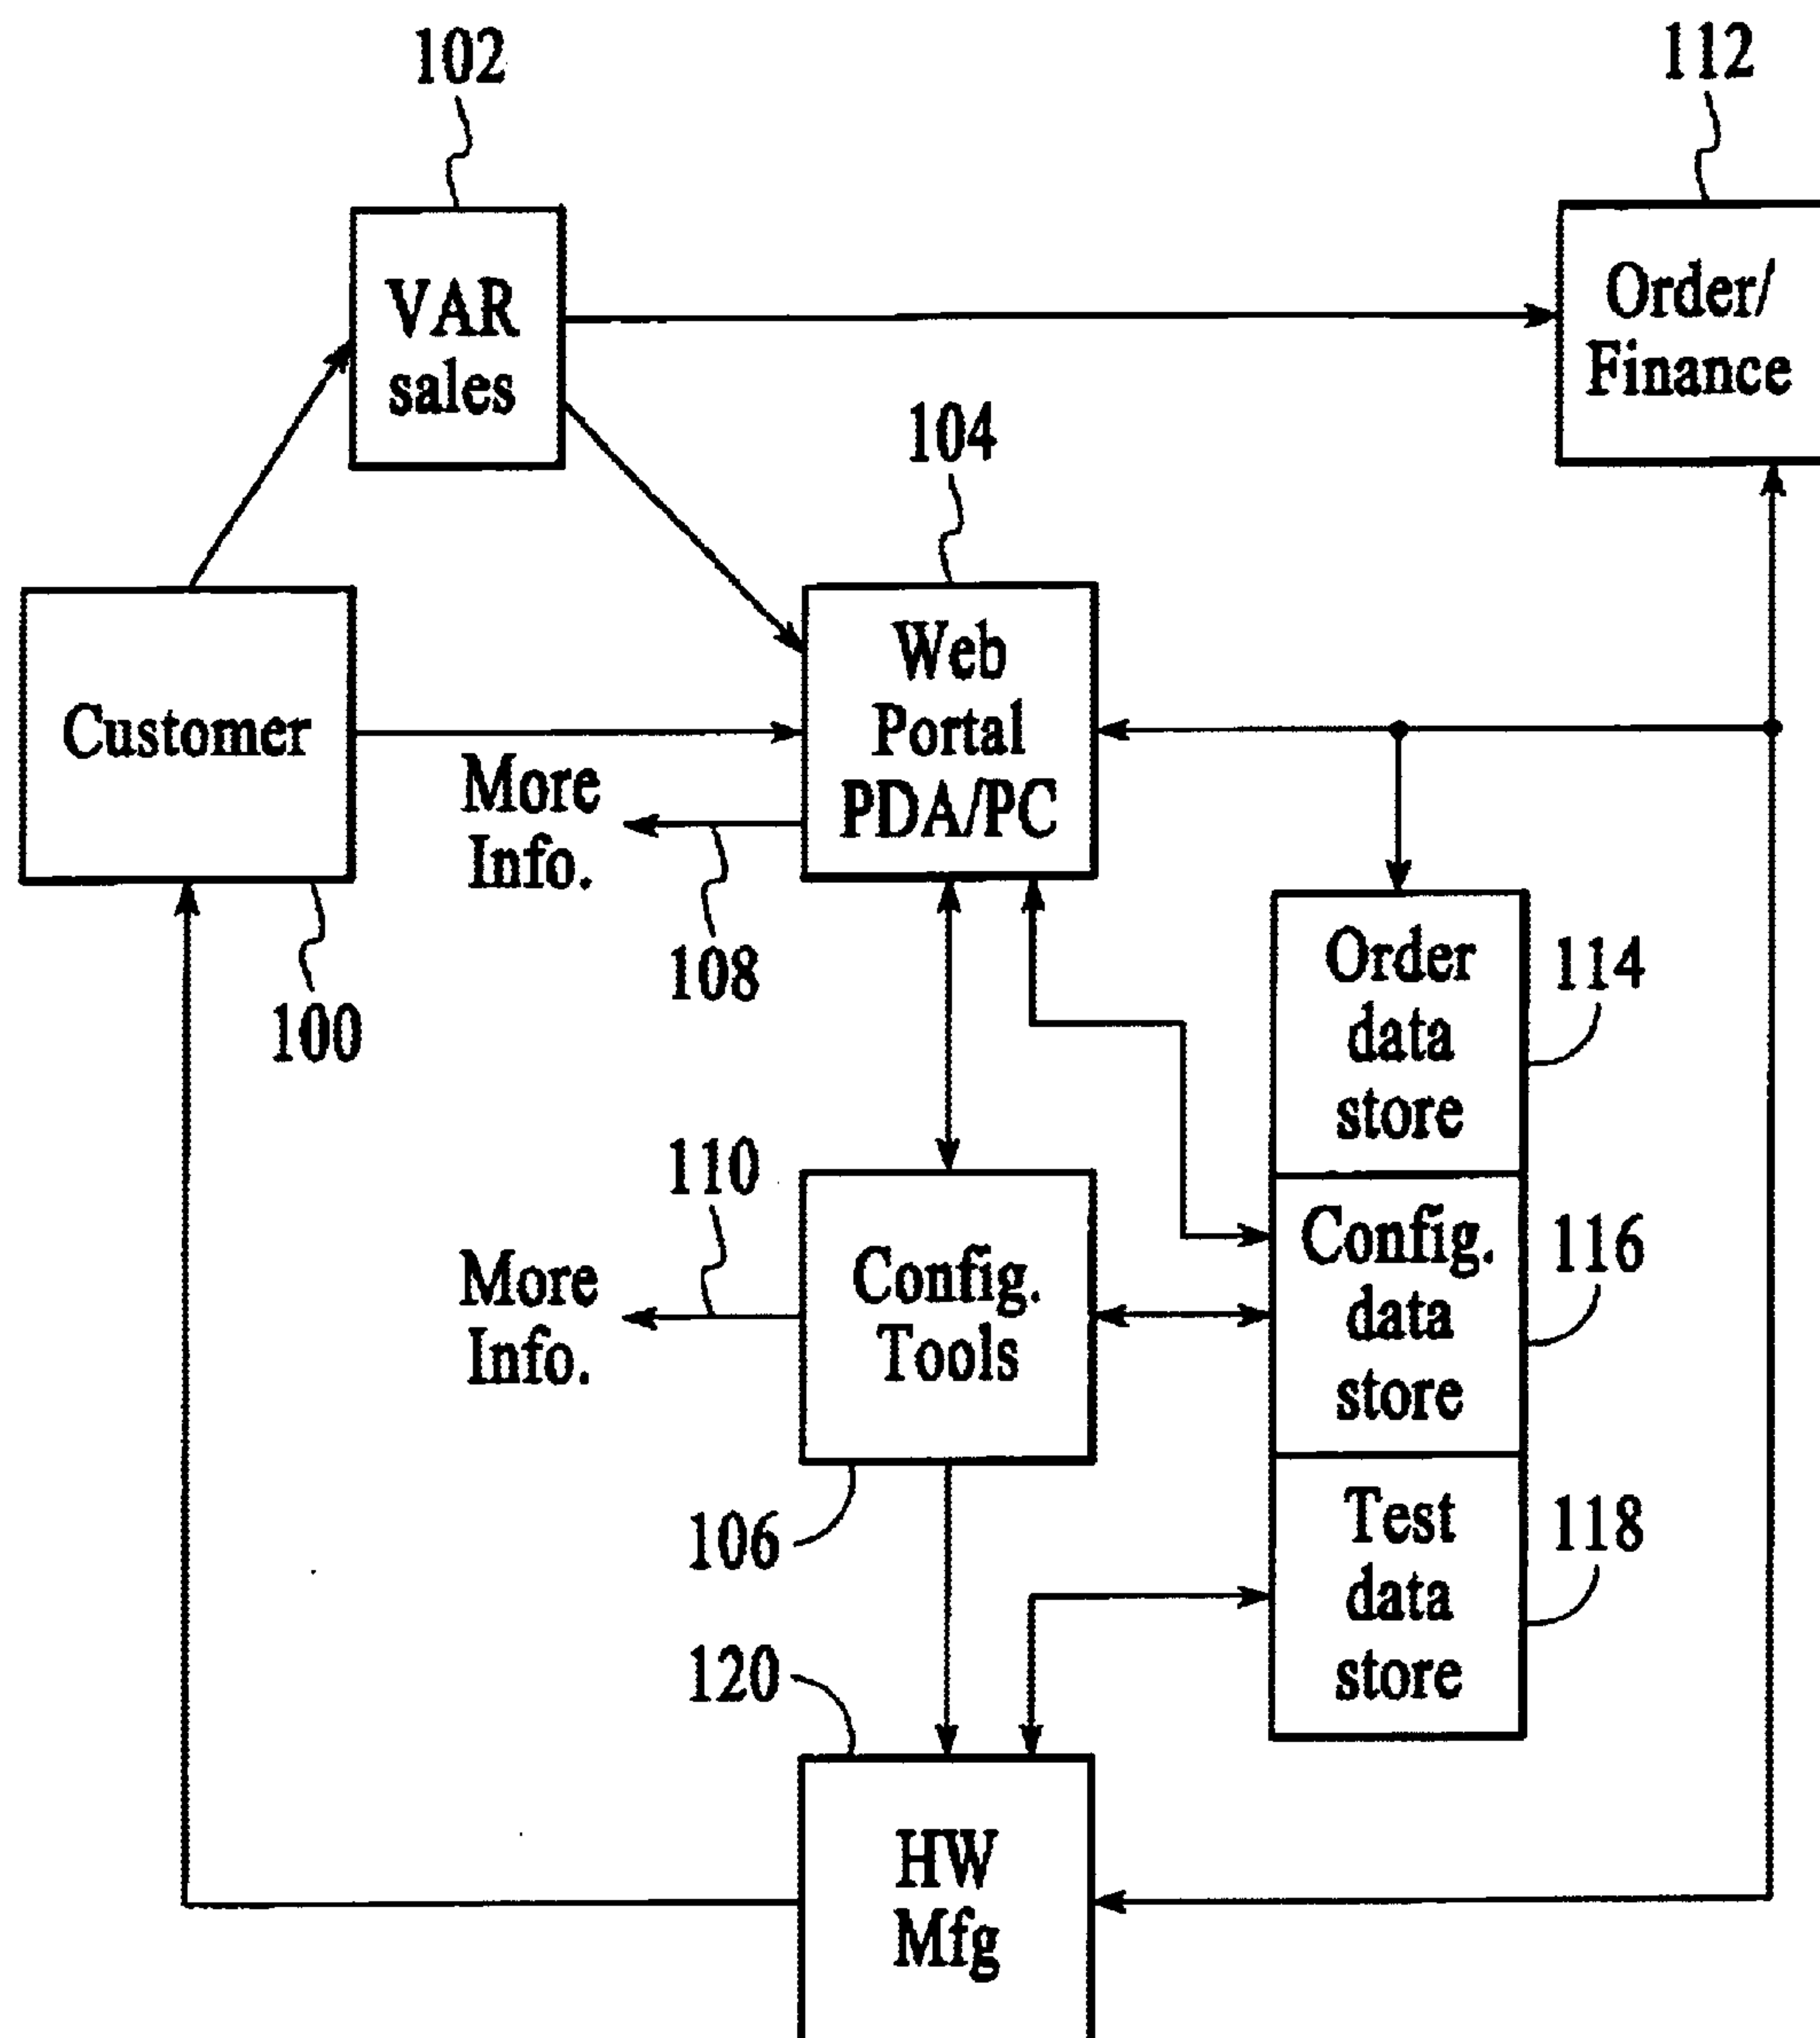 102
112
VAR
sales
Order/
Finance
104
Customer
Web
Portal
PDA/PC
More
Info.
108
100
Order
data
store
114
110
Config.
data
store
116
More
Info.
Config.
Tools
106
Test
data
store
118
120
HW
Mfg